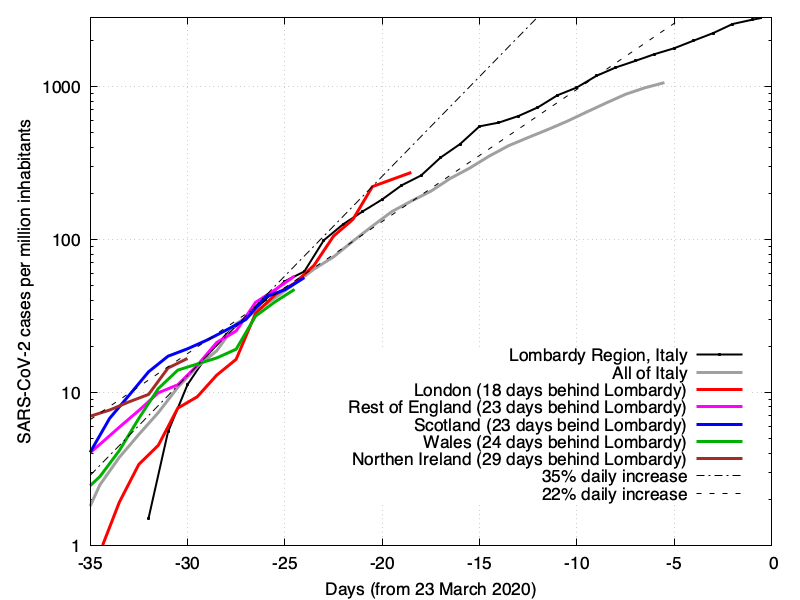 SARS-CoV-2 cases per million inhabitants
1000
100
10
1
Lombardy Region, Italy
All of Italy
London (18 days behind Lombardy)
Rest of England (23 days behind Lombardy)
Scotland (23 days beind Lombardy)
Wales (24 days behind Lombardy)
Northen Ireland (29 days behind Lombardy)
35% daily increase
22% daily increase
-35 -30 -25 -20 -15 -10 -5 0
Days (from 23 March 2020)